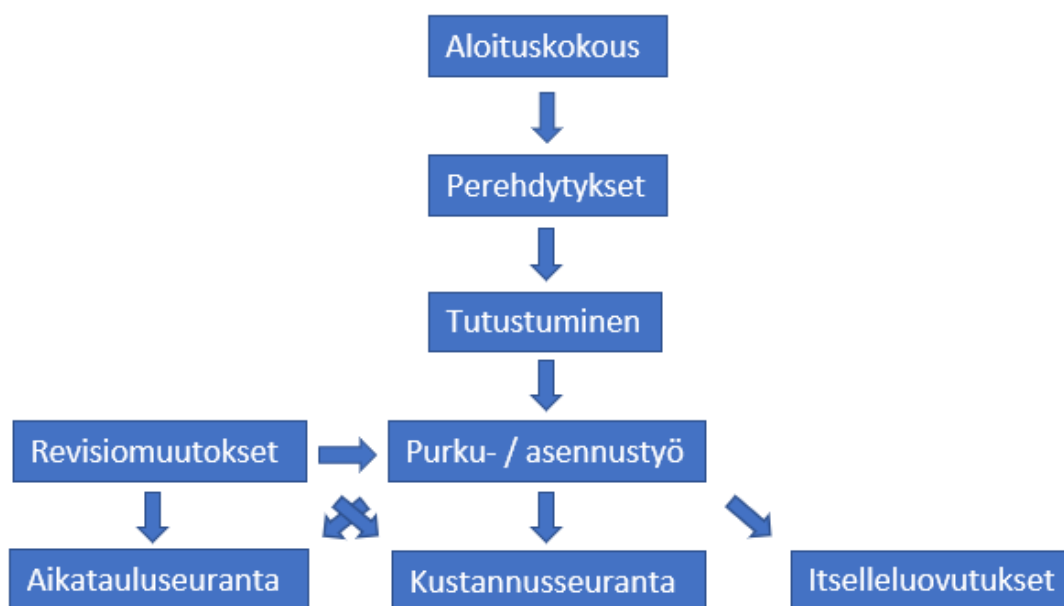 Aloituskokous
Perehdytykset
Tutustuminen
Revisiomuutokset
Purku- / asennustyö
Aikatauluseuranta
Kustannusseuranta
Itselleluovutukset